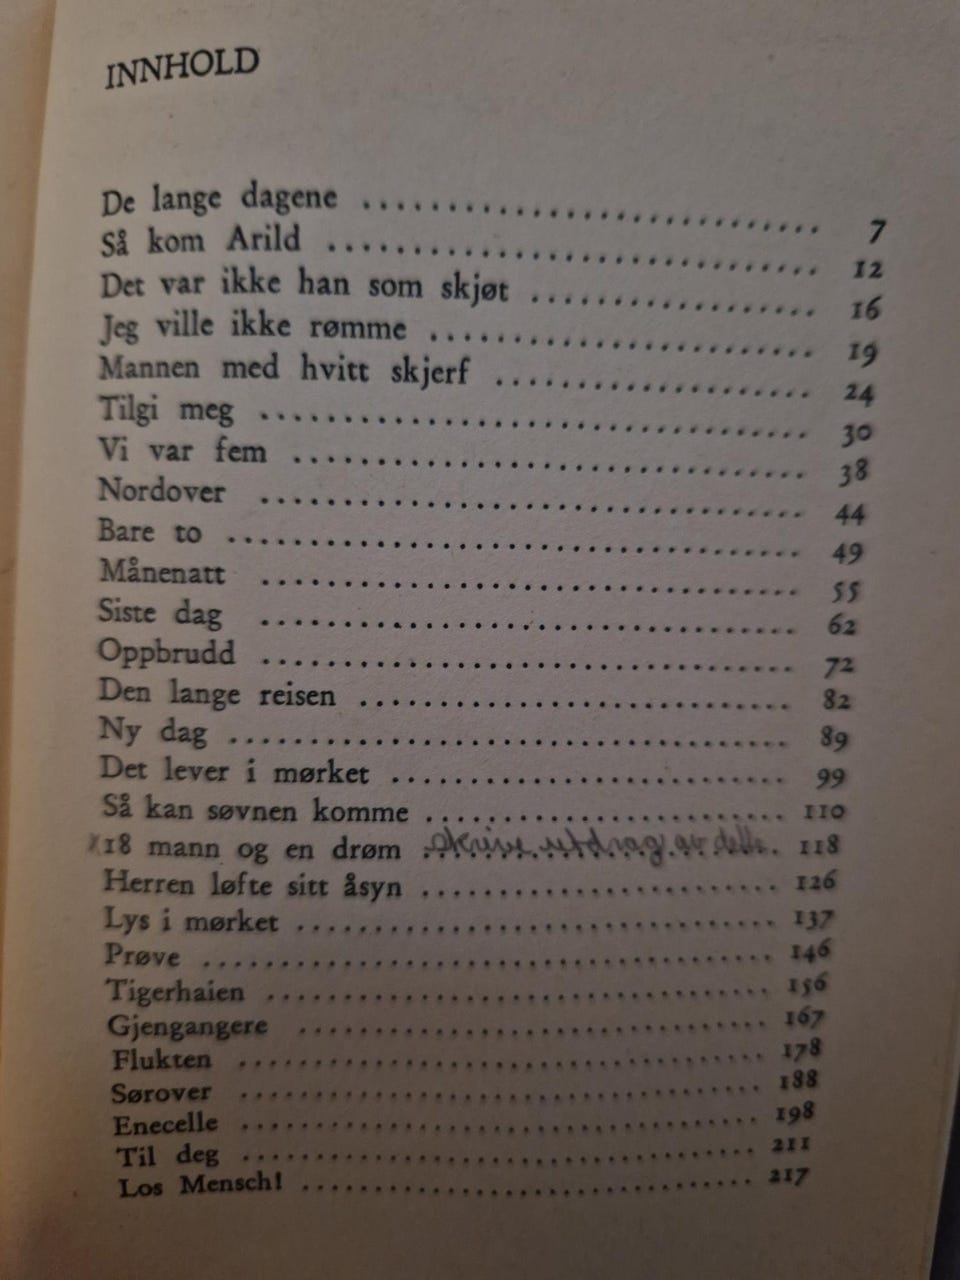 INNHOLD
De lange dagene .............................. 7
Så kom Arild .............................. 12
Det var ikke han som skjøt .................. 16
Jeg ville ikke rømme ........................ 19
Mannen med hvitt skjerf .................... 24
Tilgi meg .................................. 30
Vi var fem ................................ 38
Nordover .................................. 44
Bare to .................................... 49
Månenatt .................................. 55
Siste dag .................................. 62
Oppbrudd .................................. 72
Den lange reisen ............................ 82
Ny dag .................................... 89
Det lever i mørket .......................... 99
Så kan søvnen komme ...................... 110
x 18 mann og en drøm skrive utdrag av dette. 118
Herren løfte sitt åsyn ...................... 126
Lys i mørket .............................. 137
Prøve .................................... 146
Tigerhaien ................................ 156
Gjengangere .............................. 167
Flukten .................................. 178
Sørover .................................. 188
Enecelle .................................. 198
Til deg .................................. 211
Los Mensch! .............................. 217